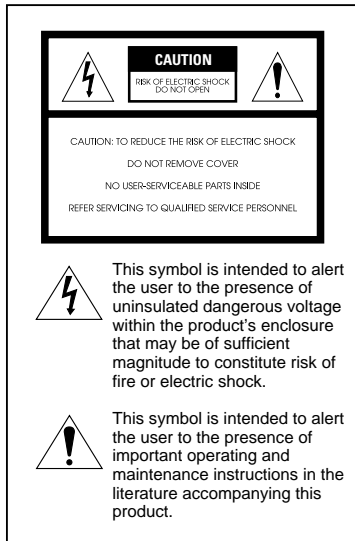 CAUTION
RISK OF ELECTRIC SHOCK
DO NOT OPEN
CAUTION: TO REDUCE THE RISK OF ELECTRIC SHOCK
DO NOT REMOVE COVER
NO USER-SERVICEABLE PARTS INSIDE
REFER SERVICING TO QUALIFIED SERVICE PERSONNEL
This symbol is intended to alert
the user to the presence of
uninsulated dangerous voltage
within the product's enclosure
that may be of sufficient
magnitude to constitute risk of
fire or electric shock.
This symbol is intended to alert
the user to the presence of
important operating and
maintenance instructions in the
literature accompanying this
product.